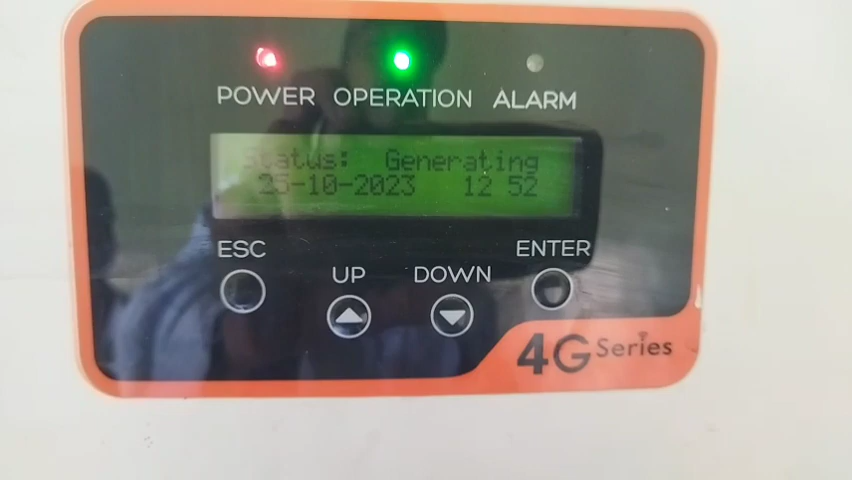 POWER OPERATION ALARM
Status: Generating
25-10-2023 12 52
ESC
ENTER
UP
DOWN
4G Series